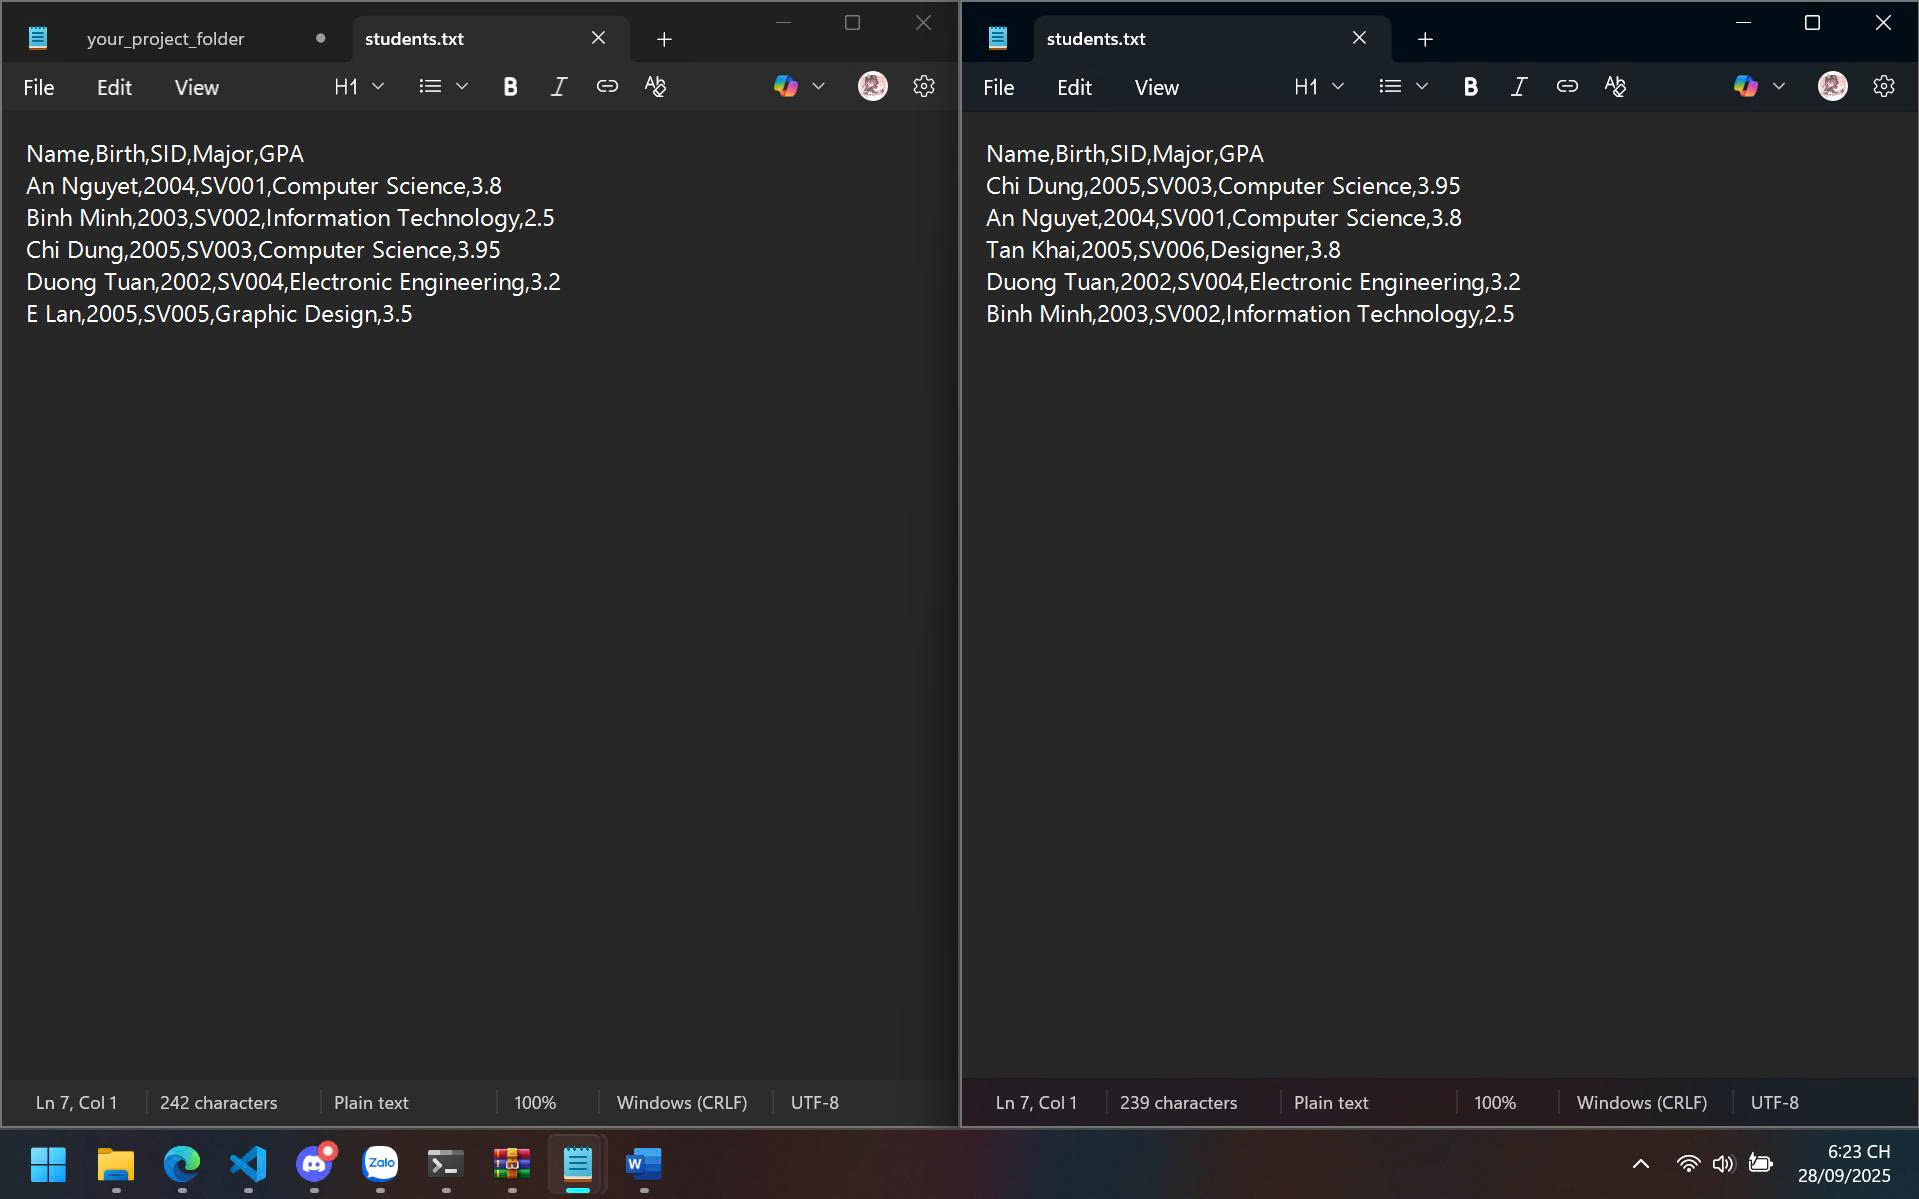 your_project_folder
students.txt
File Edit View H1
Name,Birth,SID,Major,GPA
An Nguyet,2004,SV001,Computer Science,3.8
Binh Minh,2003,SV002,Information Technology,2.5
Chi Dung,2005,SV003,Computer Science,3.95
Duong Tuan,2002,SV004,Electronic Engineering,3.2
E Lan,2005,SV005,Graphic Design,3.5
Ln 7, Col 1 242 characters Plain text 100% Windows (CRLF) UTF-8
students.txt
File Edit View H1
Name,Birth,SID,Major,GPA
Chi Dung,2005,SV003,Computer Science,3.95
An Nguyet,2004,SV001,Computer Science,3.8
Tan Khai,2005,SV006,Designer,3.8
Duong Tuan,2002,SV004,Electronic Engineering,3.2
Binh Minh,2003,SV002,Information Technology,2.5
Ln 7, Col 1 239 characters Plain text 100% Windows (CRLF) UTF-8
Zalo
6:23 CH
28/09/2025